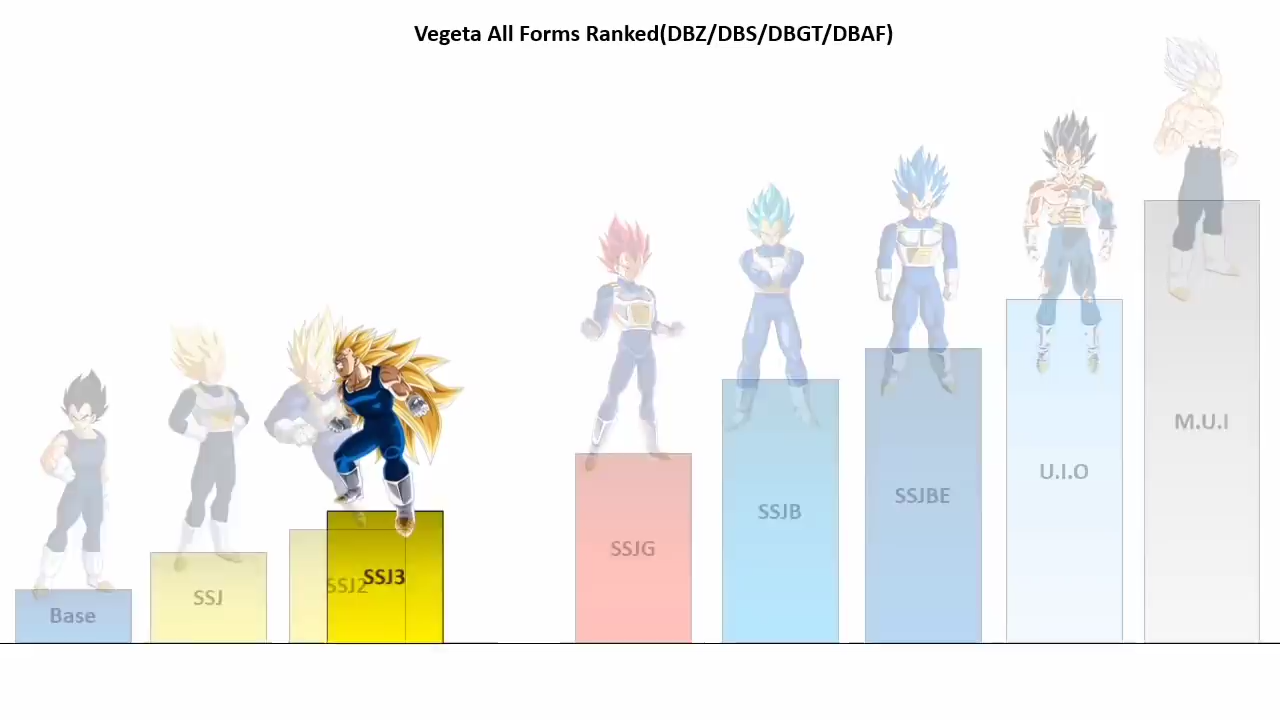 Vegeta All Forms Ranked(DBZ/DBS/DBGT/DBAF)
Base
SSJ
SSJ2
SSJ3
SSJG
SSJB
SSJBE
U.I.O
M.U.I